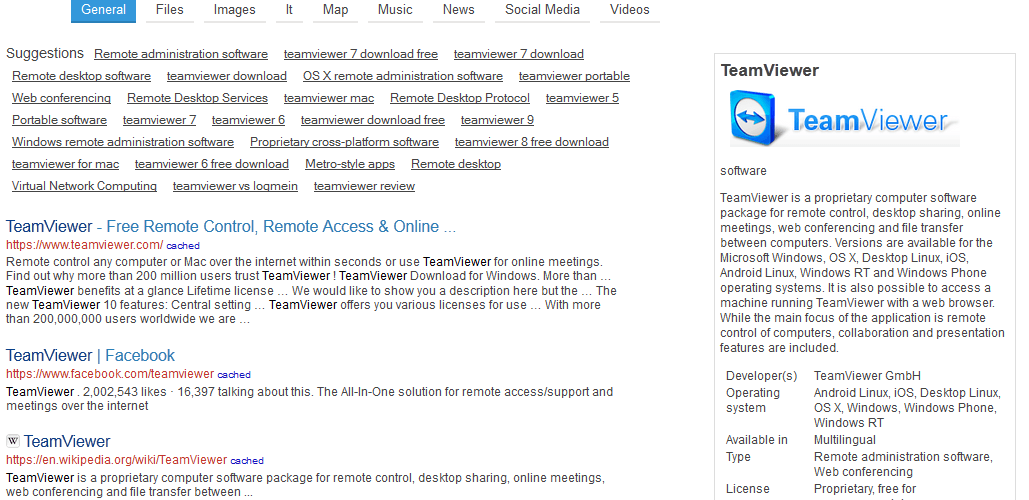 General Files Images It Map Music News Social Media Videos
Suggestions Remote administration software teamviewer 7 download free teamviewer 7 download
Remote desktop software teamviewer download OS X remote administration software teamviewer portable
Web conferencing Remote Desktop Services teamviewer mac Remote Desktop Protocol teamviewer 5
Portable software teamviewer 7 teamviewer 6 teamviewer download free teamviewer 9
Windows remote administration software Proprietary cross-platform software teamviewer 8 free download
teamviewer for mac teamviewer 6 free download Metro-style apps Remote desktop
Virtual Network Computing teamviewer vs logmein teamviewer review
TeamViewer - Free Remote Control, Remote Access & Online ...
https://www.teamviewer.com/ cached
Remote control any computer or Mac over the internet within seconds or use TeamViewer for online meetings.
Find out why more than 200 million users trust TeamViewer ! TeamViewer Download for Windows. More than ...
TeamViewer benefits at a glance Lifetime license ... We would like to show you a description here but the ... The
new TeamViewer 10 features: Central setting ... TeamViewer offers you various licenses for use ... With more
than 200,000,000 users worldwide we are ...
TeamViewer | Facebook
https://www.facebook.com/teamviewer cached
TeamViewer . 2,002,543 likes · 16,397 talking about this. The All-In-One solution for remote access/support and
meetings over the internet
W TeamViewer
https://en.wikipedia.org/wiki/TeamViewer cached
TeamViewer is a proprietary computer software package for remote control, desktop sharing, online meetings,
web conferencing and file transfer between ...
TeamViewer
TeamViewer
software
TeamViewer is a proprietary computer software
package for remote control, desktop sharing, online
meetings, web conferencing and file transfer
between computers. Versions are available for the
Microsoft Windows, OS X, Desktop Linux, iOS,
Android Linux, Windows RT and Windows Phone
operating systems. It is also possible to access a
machine running TeamViewer with a web browser.
While the main focus of the application is remote
control of computers, collaboration and presentation
features are included.
Developer(s) TeamViewer GmbH
Operating Android Linux, iOS, Desktop Linux,
system OS X, Windows, Windows Phone,
Windows RT
Available in Multilingual
Type Remote administration software,
Web conferencing
License Proprietary, free for